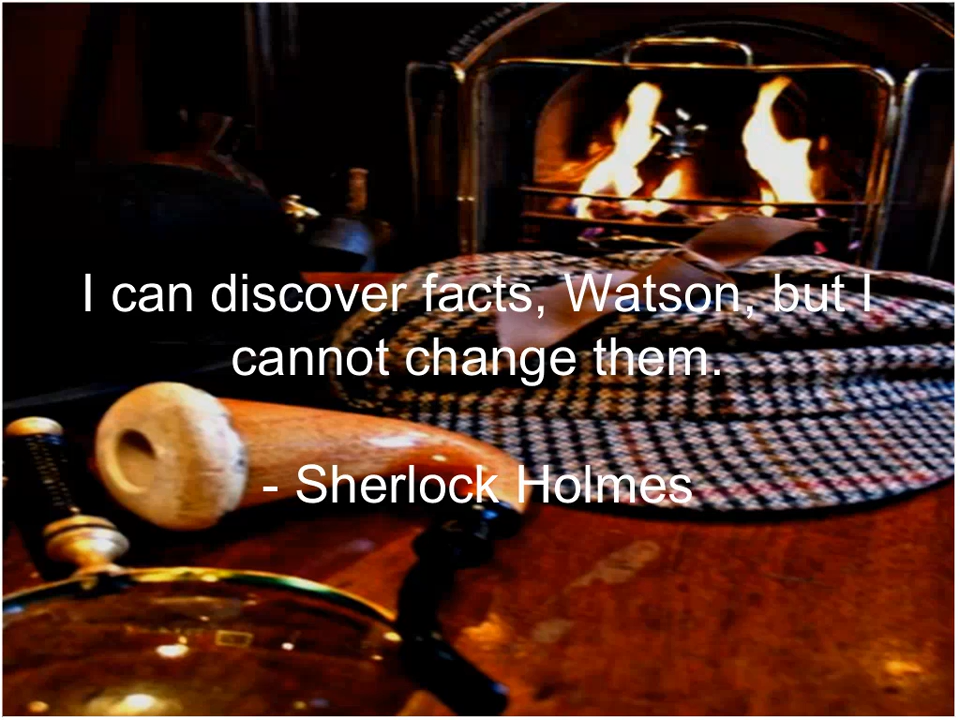 I can discover facts, Watson, but I
cannot change them.
- Sherlock Holmes